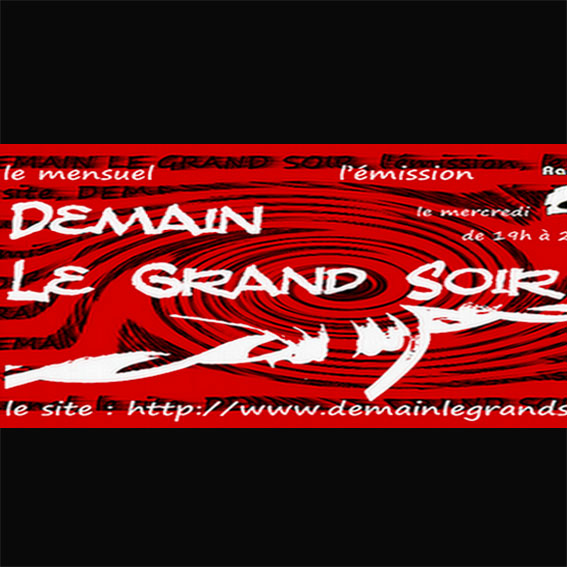 le mensuel l'émission
le mercredi
de 19h à
DEMAIN
LE GRAND SOIR
le site : http://www.demainlegrands